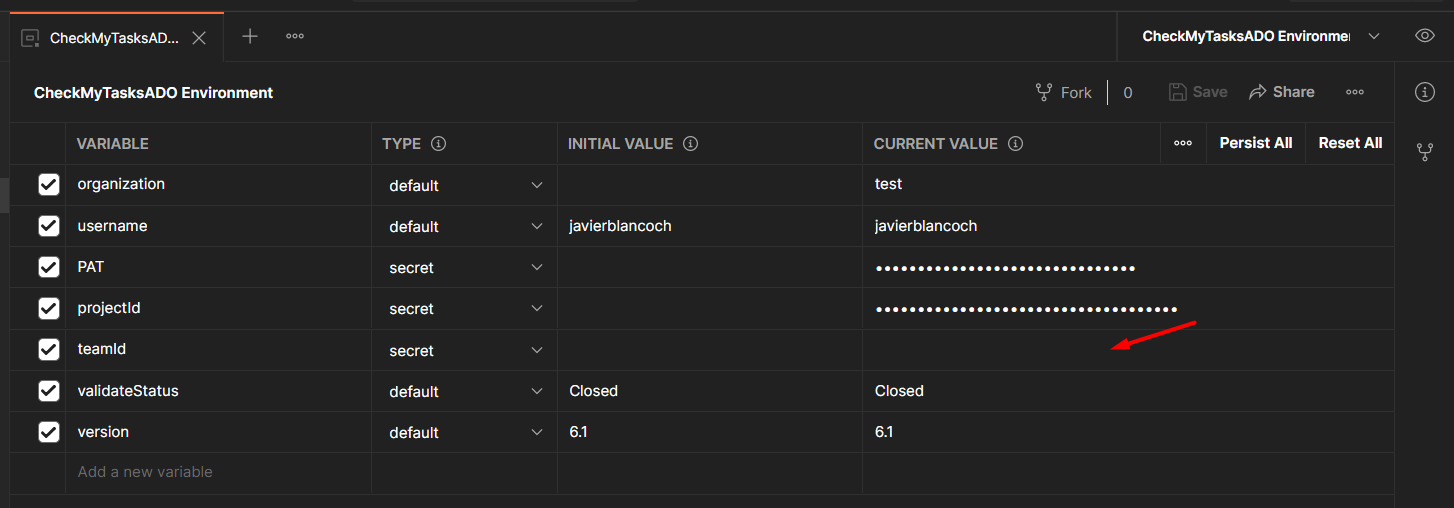 CheckMyTasksAD...
CheckMyTasksADO Environme
CheckMyTasksADO Environment
Fork 0 Save Share
VARIABLE TYPE INITIAL VALUE CURRENT VALUE Persist All Reset All
organization default test
username default javierblancoch javierblancoch
PAT secret •••••••••••••••••••••••••••••••
projectId secret ••••••••••••••••••••••••••••••••••••
teamId secret
validateStatus default Closed Closed
version default 6.1 6.1
Add a new variable